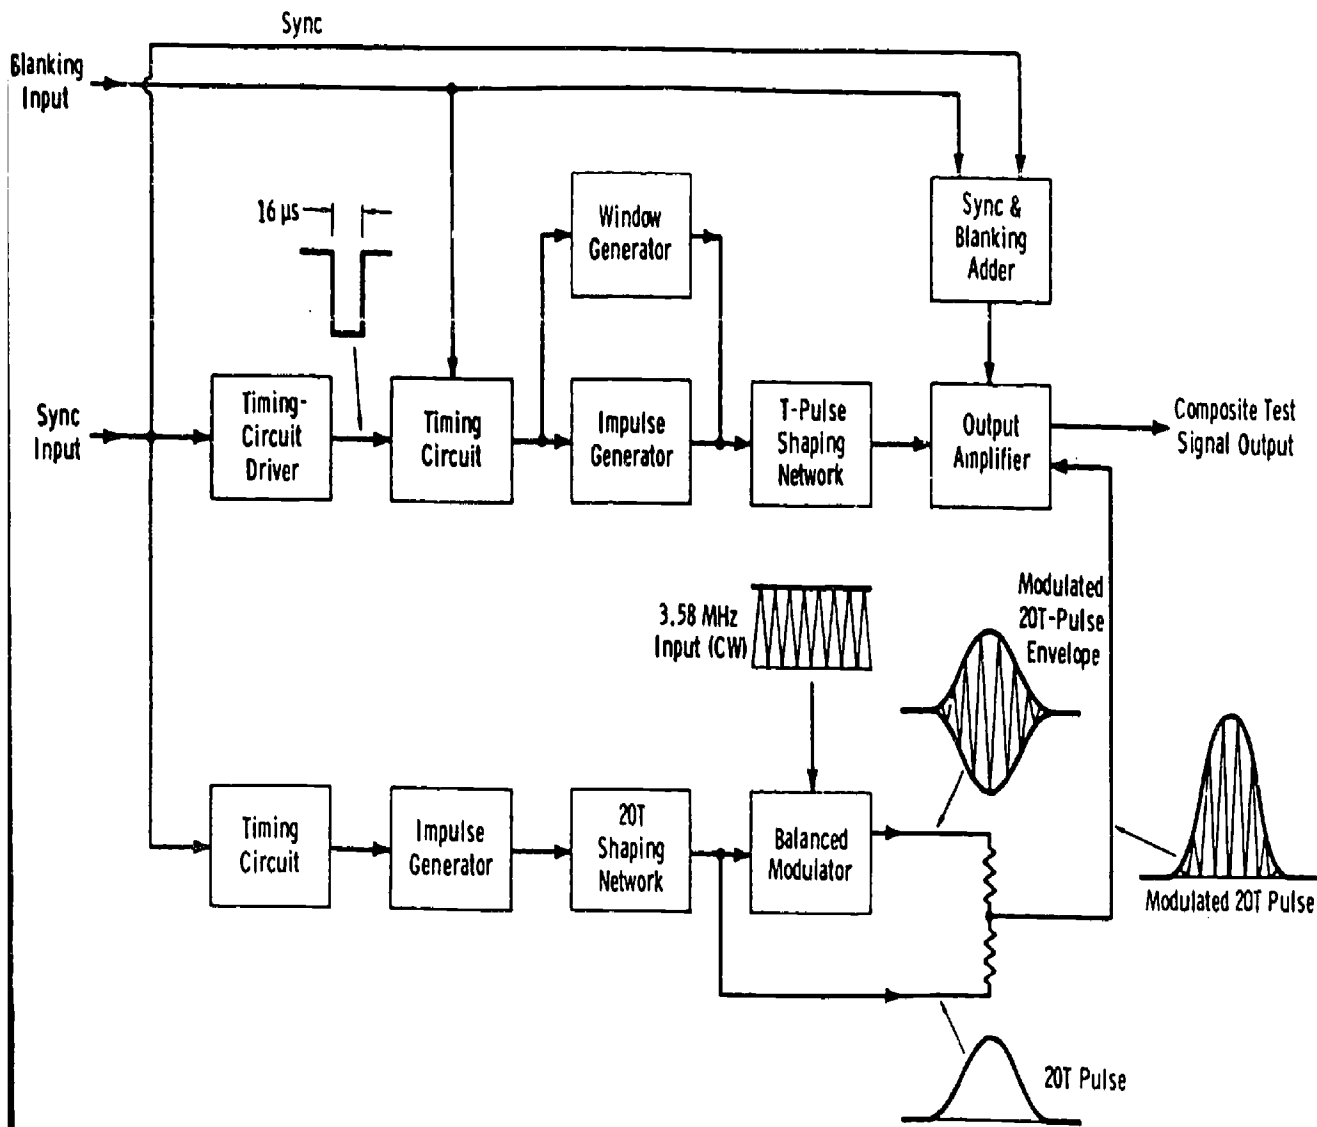 Sync
Blanking
Input
16 µs
Window
Generator
Sync &
Blanking
Adder
Sync
Input
Timing-
Circuit
Driver
Timing
Circuit
Impulse
Generator
T-Pulse
Shaping
Network
Output
Amplifier
Composite Test
Signal Output
3.58 MHz
Input (CW)
Modulated
20T-Pulse
Envelope
Timing
Circuit
Impulse
Generator
20T
Shaping
Network
Balanced
Modulator
Modulated 20T Pulse
20T Pulse